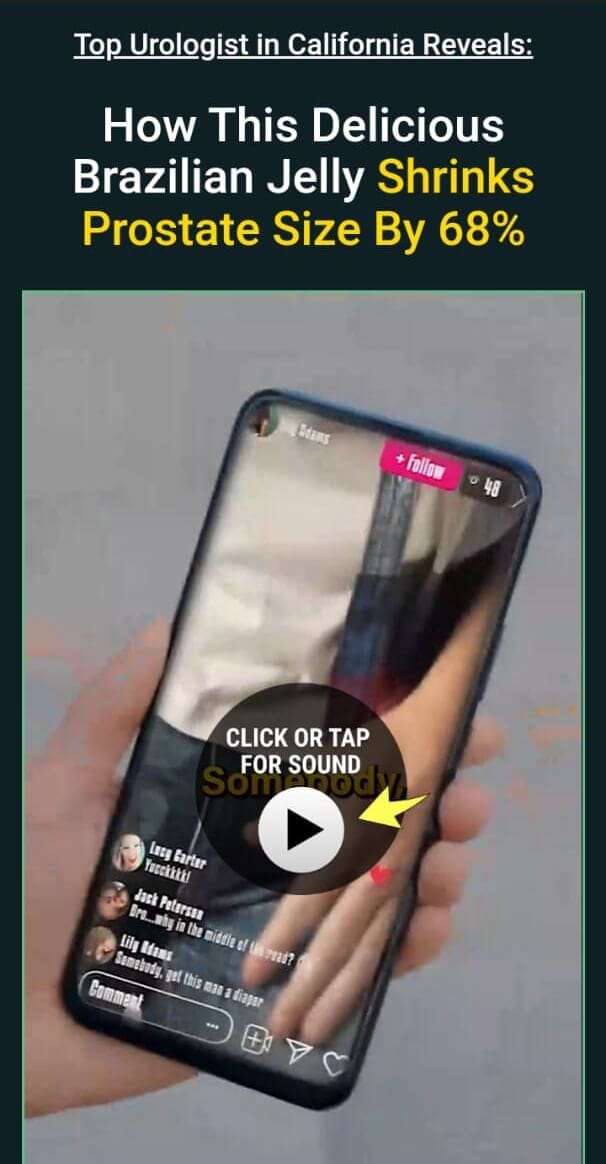 Top Urologist in California Reveals:
How This Delicious
Brazilian Jelly Shrinks
Prostate Size By 68%
Adams
+ Follow
48
CLICK OR TAP
FOR SOUND
Somebody,
Lucy Carter
Yucckkkk!
Jack Peterson
Bro...why in the middle of the road?
Lily Adams
Somebody, get this man a diaper
Comment
...